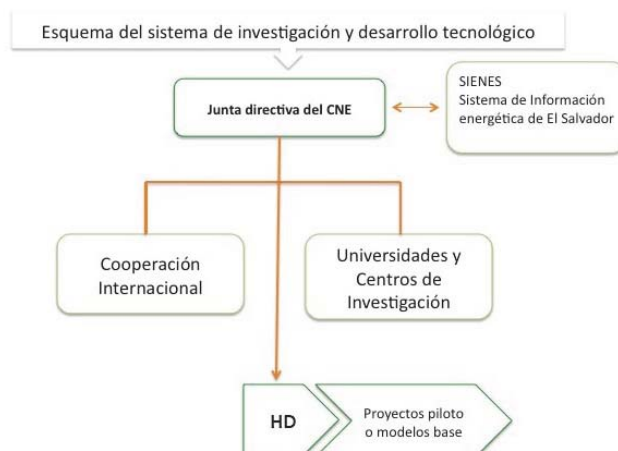 Esquema del sistema de investigación y desarrollo tecnológico
Junta directiva del CNE
SIENES
Sistema de Información
energética de El Salvador
Cooperación
Internacional
Universidades y
Centros de
Investigación
HD
Proyectos piloto
o modelos base